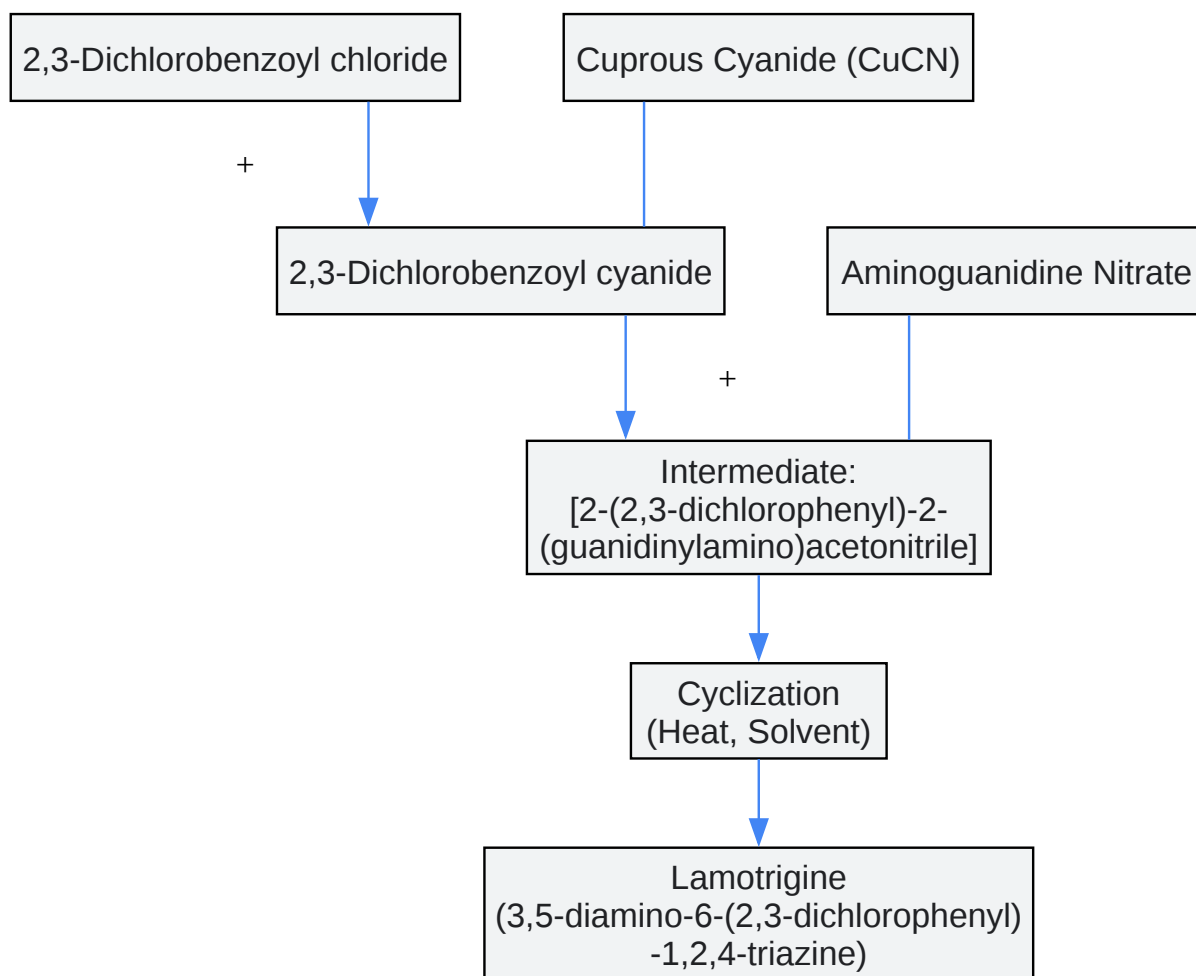 2,3-Dichlorobenzoyl chloride
Cuprous Cyanide (CuCN)
+
2,3-Dichlorobenzoyl cyanide
Aminoguanidine Nitrate
+
Intermediate:
[2-(2,3-dichlorophenyl)-2-
(guanidinylamino)acetonitrile]
Cyclization
(Heat, Solvent)
Lamotrigine
(3,5-diamino-6-(2,3-dichlorophenyl)
-1,2,4-triazine)